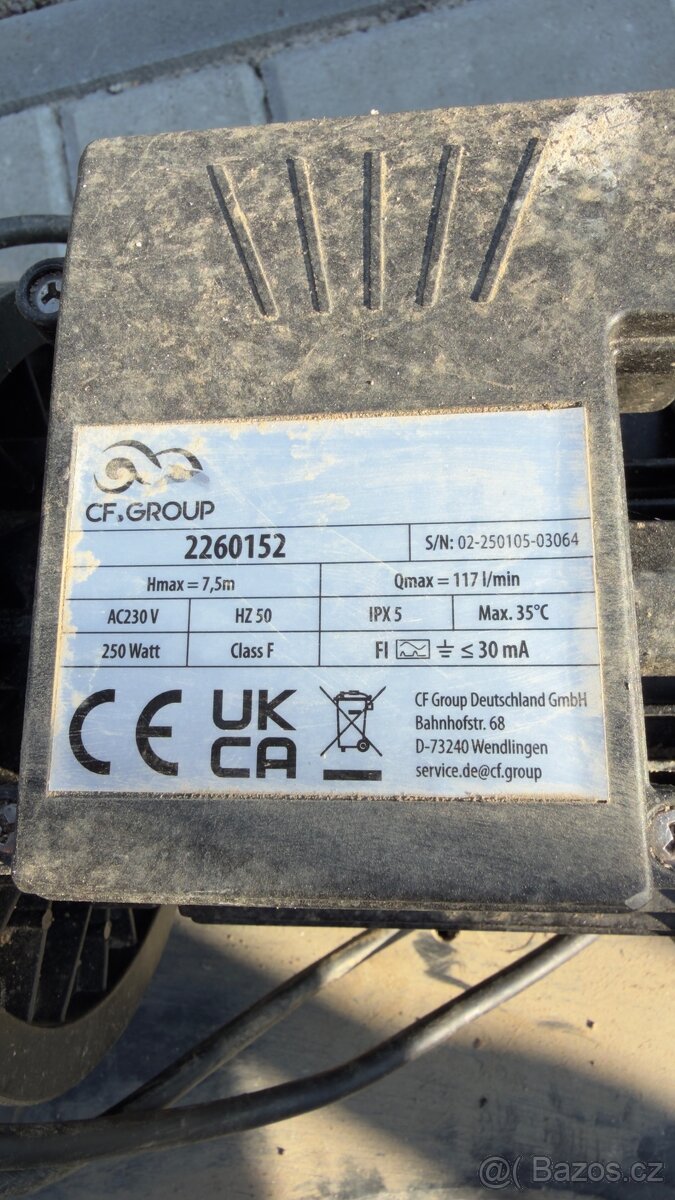 CF.GROUP
2260152 S/N: 02-250105-03064
Hmax = 7,5m Qmax = 117 l/min
AC230 V HZ 50 IPX 5 Max. 35°C
250 Watt Class F FI ≤ 30 mA
CE UK CA
CF Group Deutschland GmbH
Bahnhofstr. 68
D-73240 Wendlingen
service.de@cf.group
@( Bazos.cz